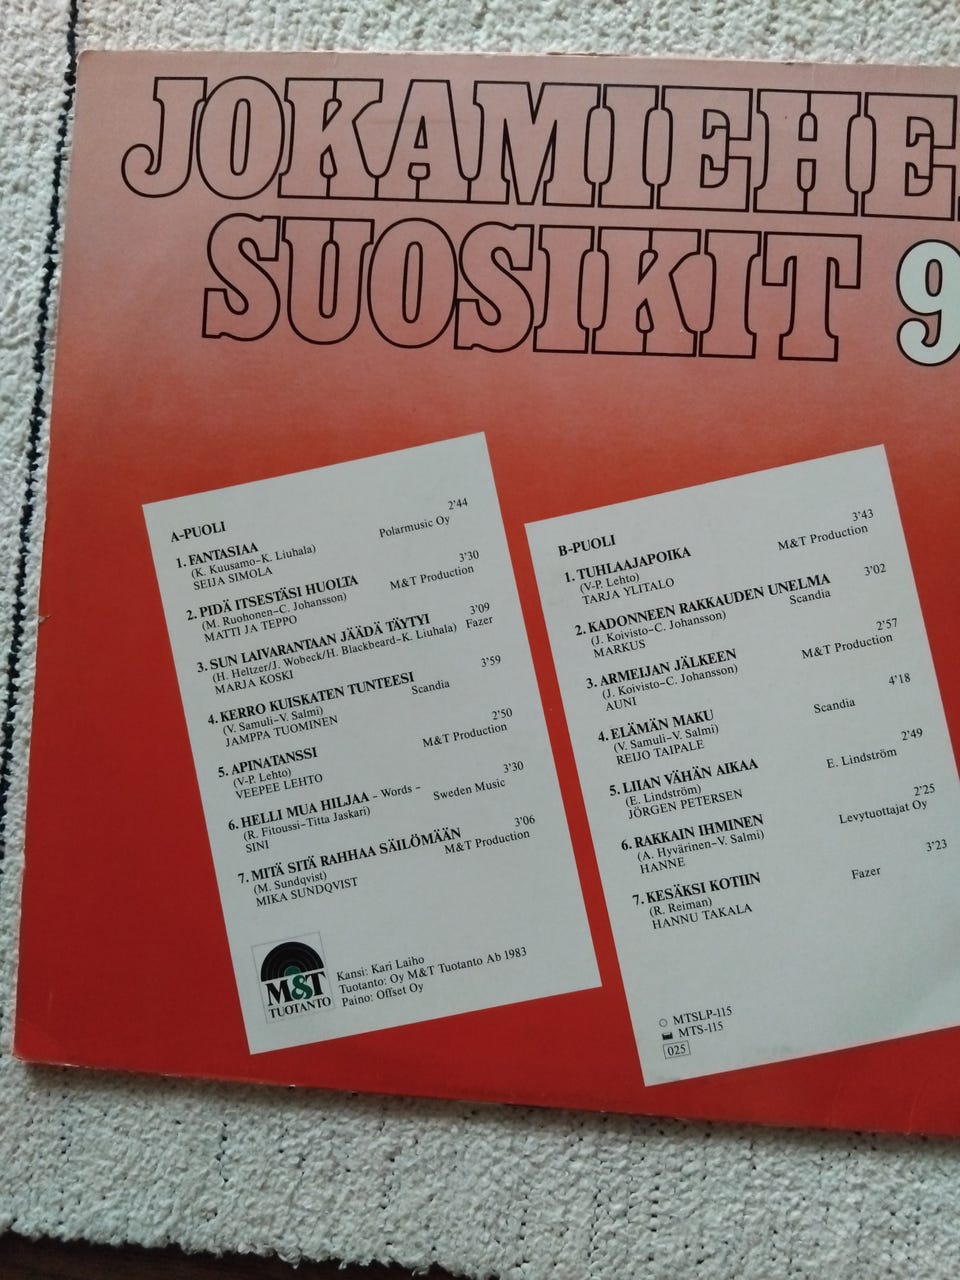 JOKAMIEHE
SUOSIKIT 9
A-PUOLI
1. FANTASIAA 2'44
(K. Kuusamo-K. Liuhala) Polarmusic Oy
SEIJA SIMOLA
2. PIDÄ ITSESTÄSI HUOLTA 3'30
(M. Ruohonen-C. Johansson) M&T Production
MATTI JA TEPPO
3. SUN LAIVARANTAAN JÄÄDÄ TÄYTYI 3'09
(H. Heltzer/J. Wobeck/H. Blackbeard-K. Liuhala) Fazer
MARJA KOSKI
4. KERRO KUISKATEN TUNTEESI 3'59
(V. Samuli-V. Salmi) Scandia
JAMPPA TUOMINEN
5. APINATANSSI 2'50
(V-P. Lehto) M&T Production
VEEPEE LEHTO
6. HELLI MUA HILJAA - Words - 3'30
(R. Fitoussi-Titta Jaskari) Sweden Music
SINI
7. MITÄ SITÄ RAHHAA SÄILÖMÄÄN 3'06
(M. Sundqvist) M&T Production
MIKA SUNDQVIST
M&T
TUOTANTO
Kansi: Kari Laiho
Tuotanto: Oy M&T Tuotanto Ab 1983
Paino: Offset Oy
B-PUOLI
1. TUHLAAJAPOIKA 3'43
(V-P. Lehto) M&T Production
TARJA YLITALO
2. KADONNEEN RAKKAUDEN UNELMA 3'02
(J. Koivisto-C. Johansson) Scandia
MARKUS
3. ARMEIJAN JÄLKEEN 2'57
(J. Koivisto-C. Johansson) M&T Production
AUNI
4. ELÄMÄN MAKU 4'18
(V. Samuli-V. Salmi) Scandia
REIJO TAIPALE
5. LIIAN VÄHÄN AIKAA 2'49
(E. Lindström) E. Lindström
JÖRGEN PETERSEN
6. RAKKAIN IHMINEN 2'25
(A. Hyvärinen-V. Salmi) Levytuottajat Oy
HANNE
7. KESÄKSI KOTIIN 3'23
(R. Reiman) Fazer
HANNU TAKALA
MTSLP-115
MTS-115
025